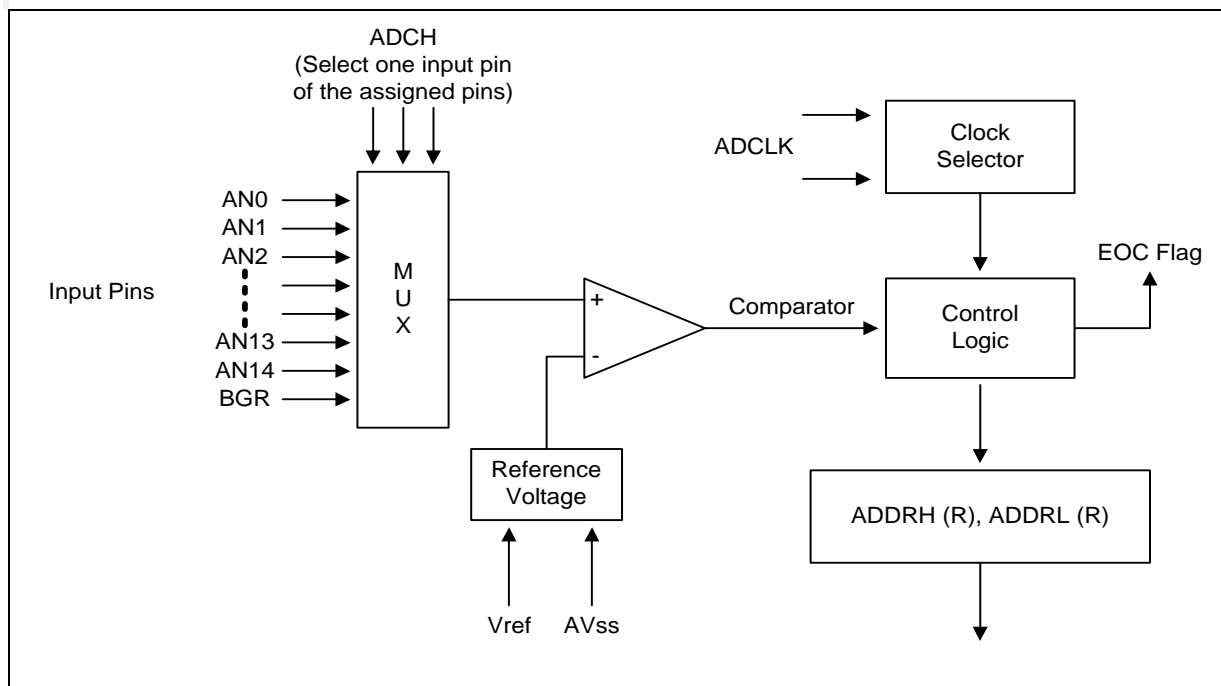 ADCH
(Select one input pin
of the assigned pins)
ADCLK
Clock
Selector
AN0
AN1
AN2
AN13
AN14
BGR
Input Pins
M
U
X
+
-
Comparator
Control
Logic
EOC Flag
Reference
Voltage
Vref
AVss
ADDRH (R), ADDRL (R)